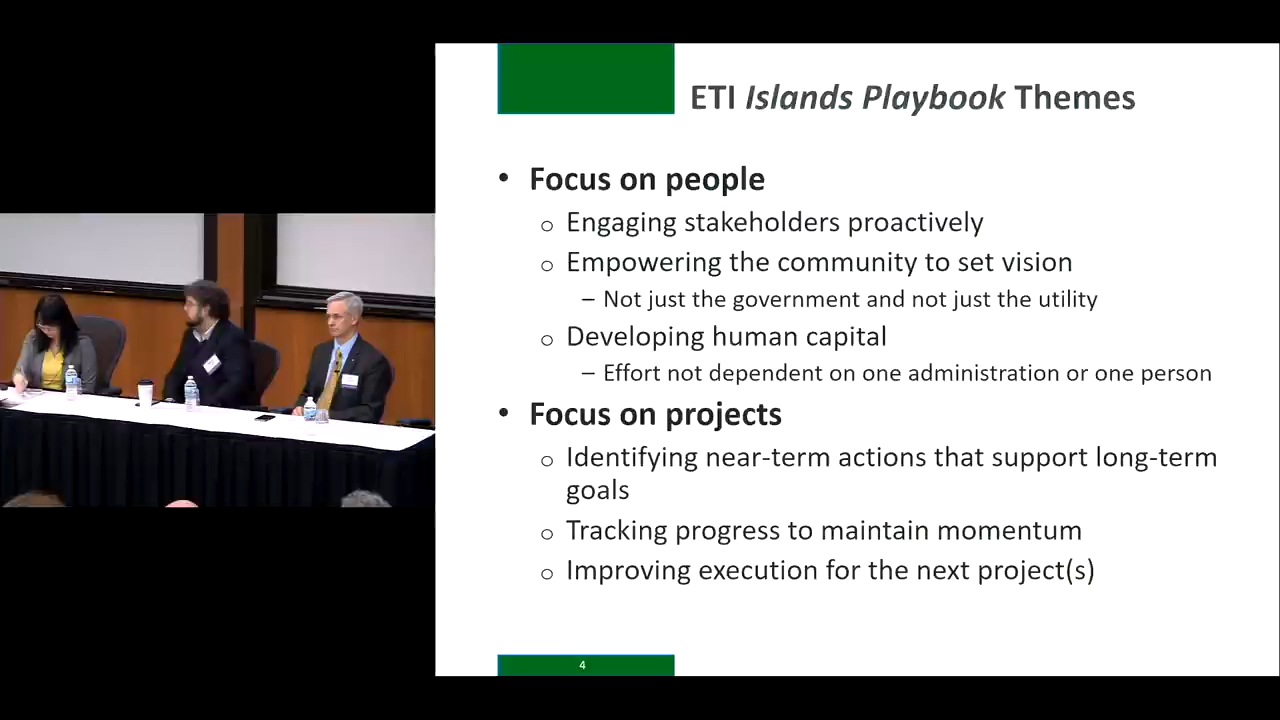 ETI Islands Playbook Themes
• Focus on people
o Engaging stakeholders proactively
o Empowering the community to set vision
– Not just the government and not just the utility
o Developing human capital
– Effort not dependent on one administration or one person
• Focus on projects
o Identifying near-term actions that support long-term
goals
o Tracking progress to maintain momentum
o Improving execution for the next project(s)
4